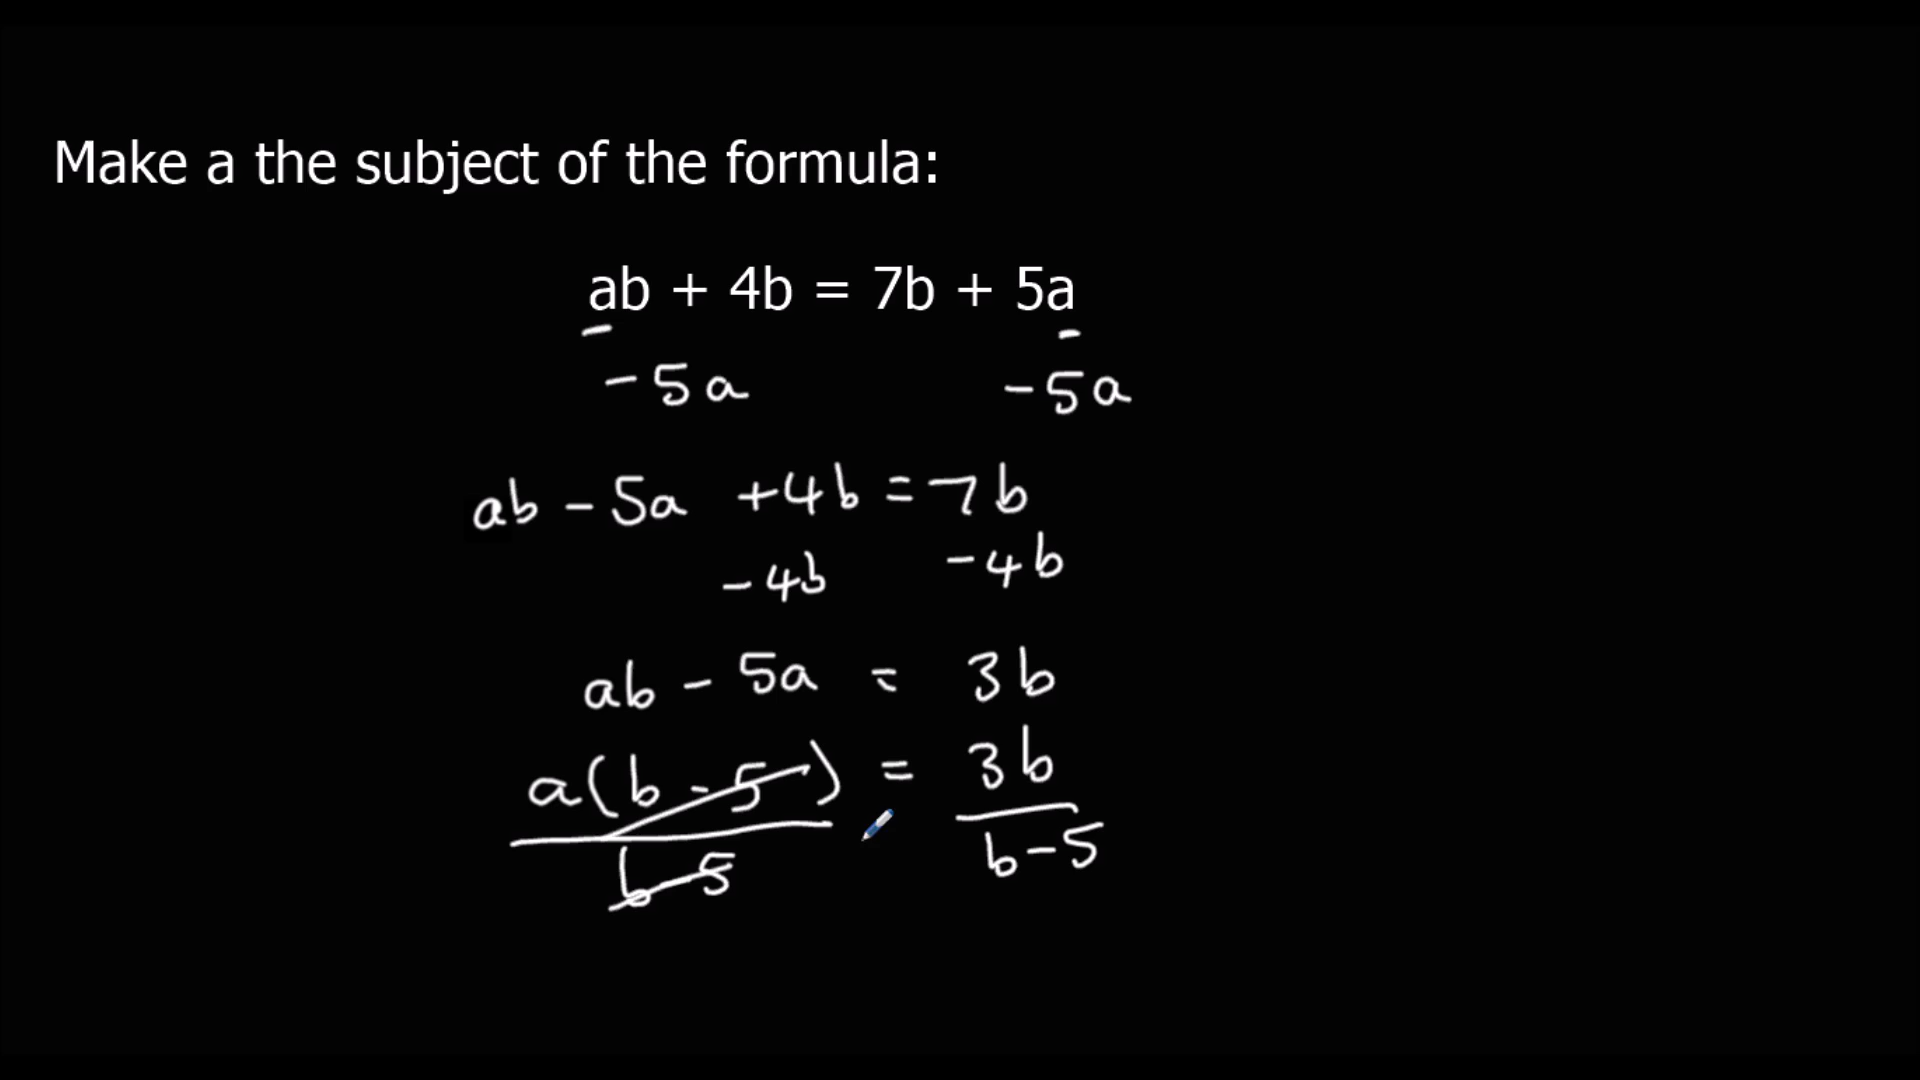 Make a the subject of the formula:
ab + 4b = 7b + 5a
- 5a - 5a
ab - 5a + 4b = 7b
- 4b - 4b
ab - 5a = 3b
a(b - 5) = 3b
b - 5 b - 5